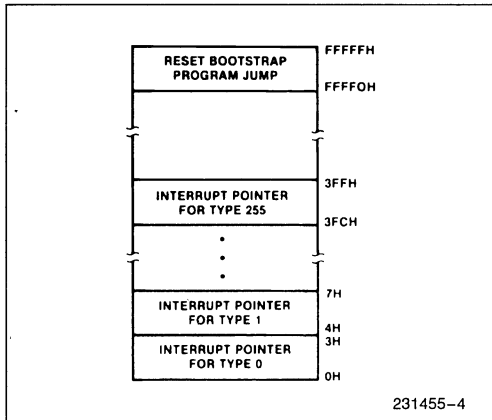 RESET BOOTSTRAP
PROGRAM JUMP
FFFFFH
FFFF0H
INTERRUPT POINTER
FOR TYPE 255
3FFH
3FCH
INTERRUPT POINTER
FOR TYPE 1
7H
4H
INTERRUPT POINTER
FOR TYPE 0
3H
0H
231455-4